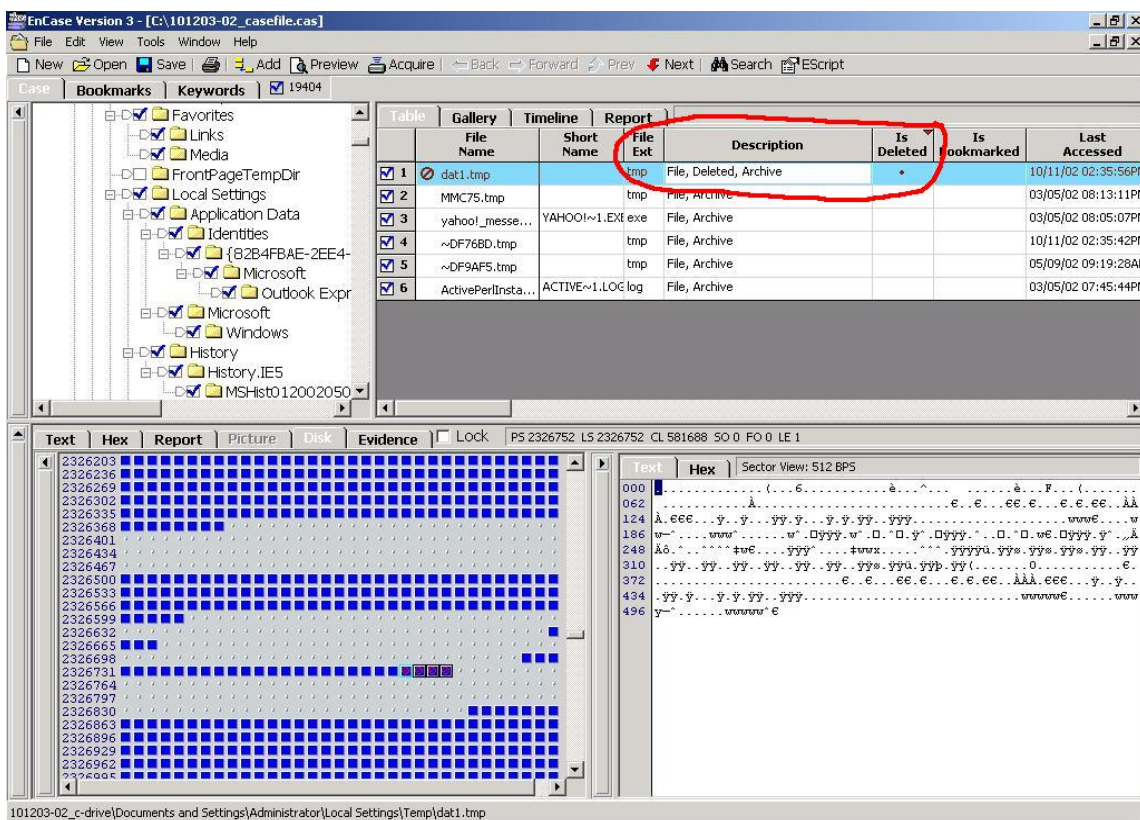 EnCase Version 3 - [C:\101203-02_casefile.cas]
File Edit View Tools Window Help
New Open Save Add Preview Acquire Back Forward Prev Next Search EScript
Case Bookmarks Keywords 19404
Favorites
Links
Media
FrontPageTempDir
Local Settings
Application Data
Identities
{82B4FBAE-2EE4-
Microsoft
Outlook Expr
Microsoft
Windows
History
History.IE5
MSHist012002050
Table Gallery Timeline Report
File Name Short Name File Ext Description Is Deleted Is Bookmarked Last Accessed
1 dat1.tmp tmp File, Deleted, Archive • 10/11/02 02:35:56PM
2 MMC75.tmp tmp File, Archive 03/05/02 08:13:11PM
3 yahoo!_messe... YAHOO!~1.EXE exe File, Archive 03/05/02 08:05:07PM
4 ~DF76BD.tmp tmp File, Archive 10/11/02 02:35:42PM
5 ~DF9AF5.tmp tmp File, Archive 05/09/02 09:19:28AM
6 ActivePerlInsta... ACTIVE~1.LOG log File, Archive 03/05/02 07:45:44PM
Text Hex Report Picture Disk Evidence Lock PS 2326752 LS 2326752 CL 581688 SO 0 FO 0 LE 1
2326203
2326236
2326269
2326302
2326335
2326368
2326401
2326434
2326467
2326500
2326533
2326566
2326599
2326632
2326665
2326698
2326731
2326764
2326797
2326830
2326863
2326896
2326929
2326962
2326995
Text Hex Sector View: 512 BPS
000
062
124
186
248
310
372
434
496
101203-02_c-drive\Documents and Settings\Administrator\Local Settings\Temp\dat1.tmp